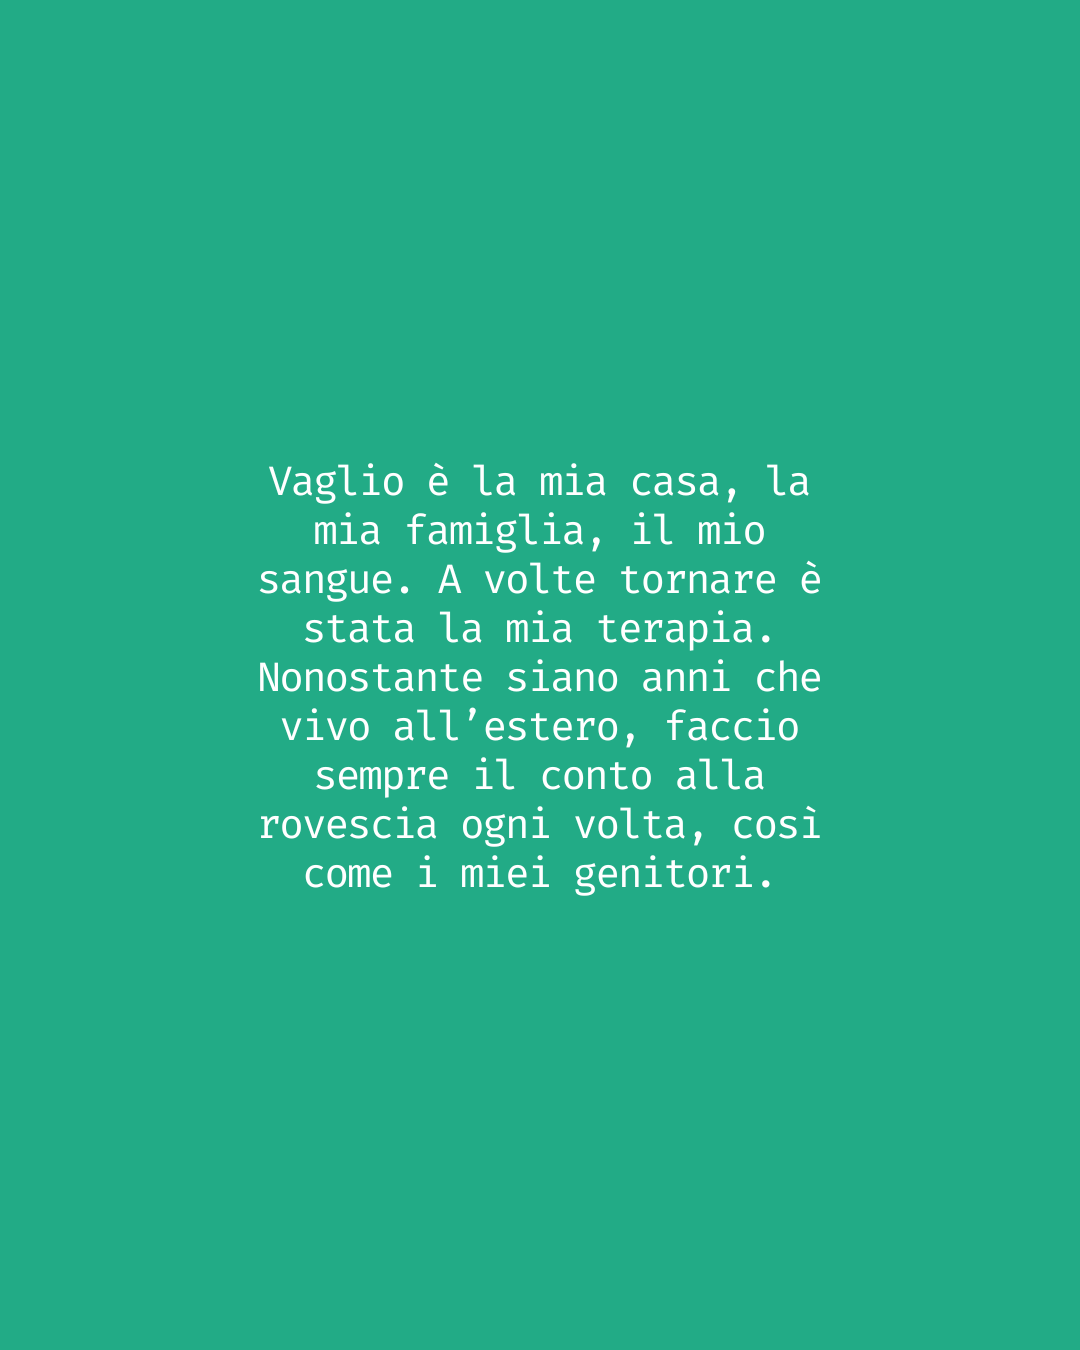 Vaglio è la mia casa, la
mia famiglia, il mio
sangue. A volte tornare è
stata la mia terapia.
Nonostante siano anni che
vivo all’estero, faccio
sempre il conto alla
rovescia ogni volta, così
come i miei genitori.